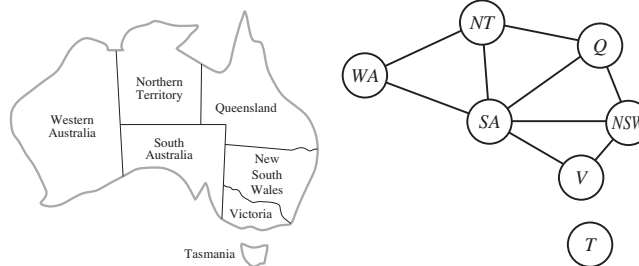 Western
Australia
Northern
Territory
Queensland
South
Australia
New
South
Wales
Victoria
Tasmania
NT
Q
WA
SA
NSW
V
T